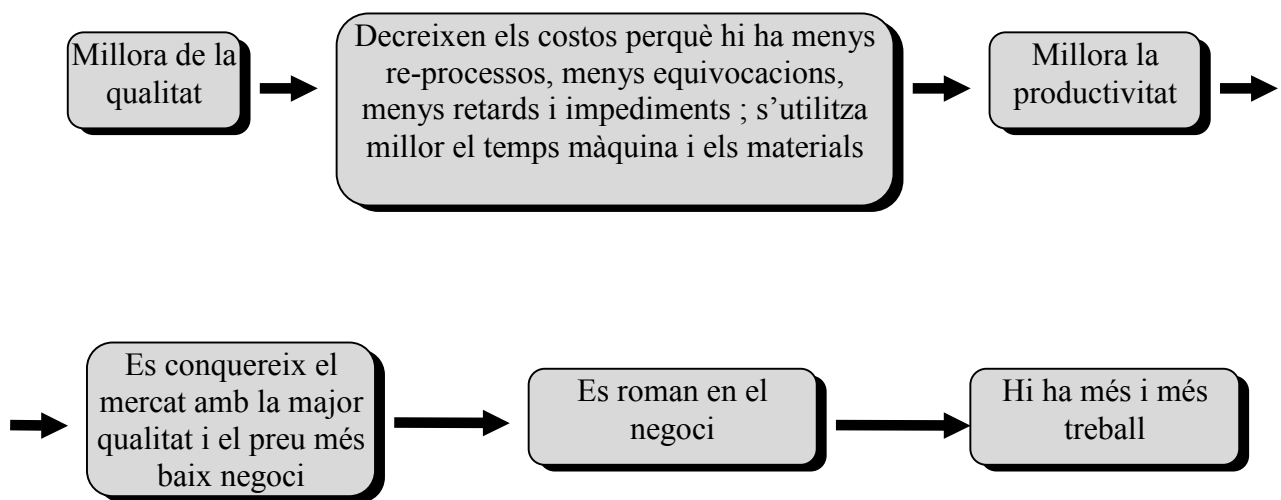 Millora de la
qualitat
Decreixen els costos perquè hi ha menys
re-processos, menys equivocacions,
menys retards i impediments ; s’utilitza
millor el temps màquina i els materials
Millora la
productivitat
Es conquereix el
mercat amb la major
qualitat i el preu més
baix negoci
Es roman en el
negoci
Hi ha més i més
treball